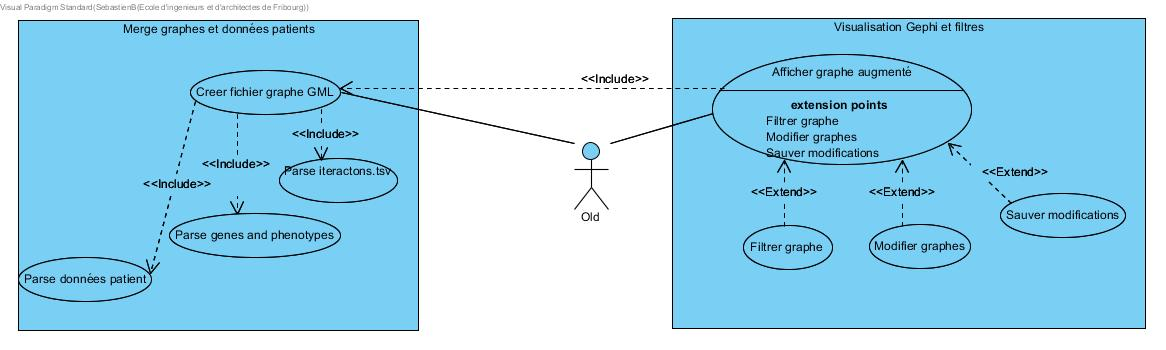 Visual Paradigm Standard(SebastienB(Ecole d'ingenieurs et d'architectes de Fribourg))
Merge graphes et données patients
Visualisation Gephi et filtres
Creer fichier graphe GML
<<Include>>
Afficher graphe augmenté
extension points
Filtrer graphe
Modifier graphes
Sauver modifications
<<Include>>
<<Include>>
<<Include>>
Parse iteractons.tsv
Parse genes and phenotypes
Parse données patient
Old
<<Extend>>
<<Extend>>
<<Extend>>
Filtrer graphe
Modifier graphes
Sauver modifications